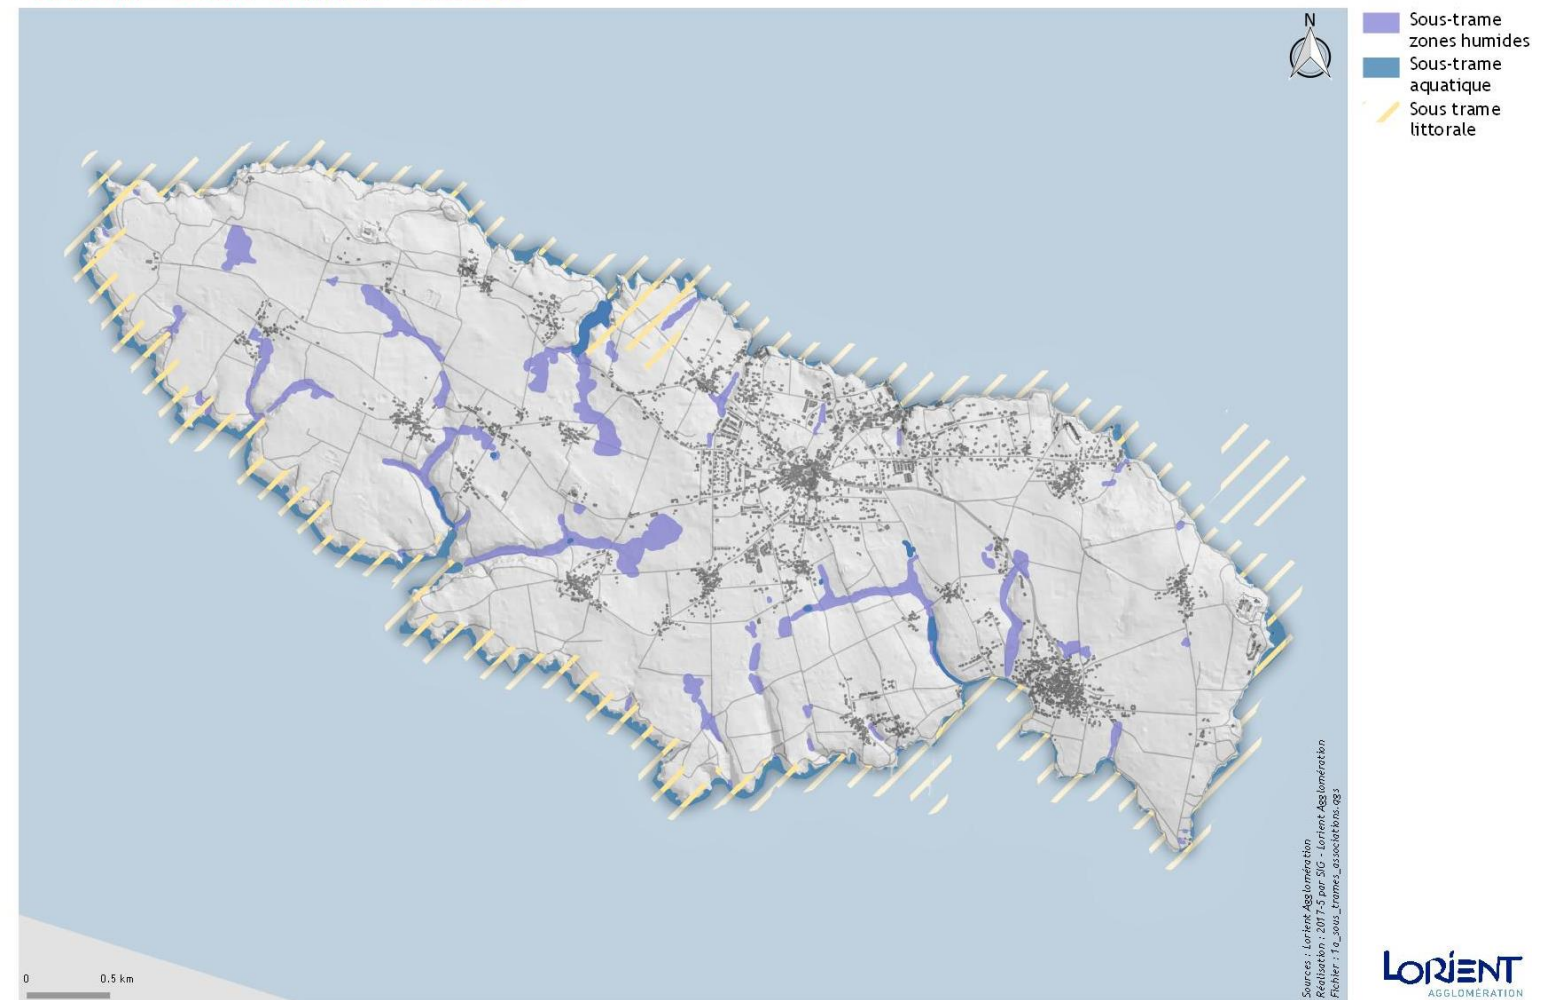 N
Sous-trame
zones humides
Sous-trame
aquatique
Sous trame
littorale
0 0.5 km
Sources : Lorient Agglomération
Réalisation : 2017-5 par SIG - Lorient Agglomération
Fichier : 1a_sous_trames_associations.qgs
LORIENT
AGGLOMÉRATION